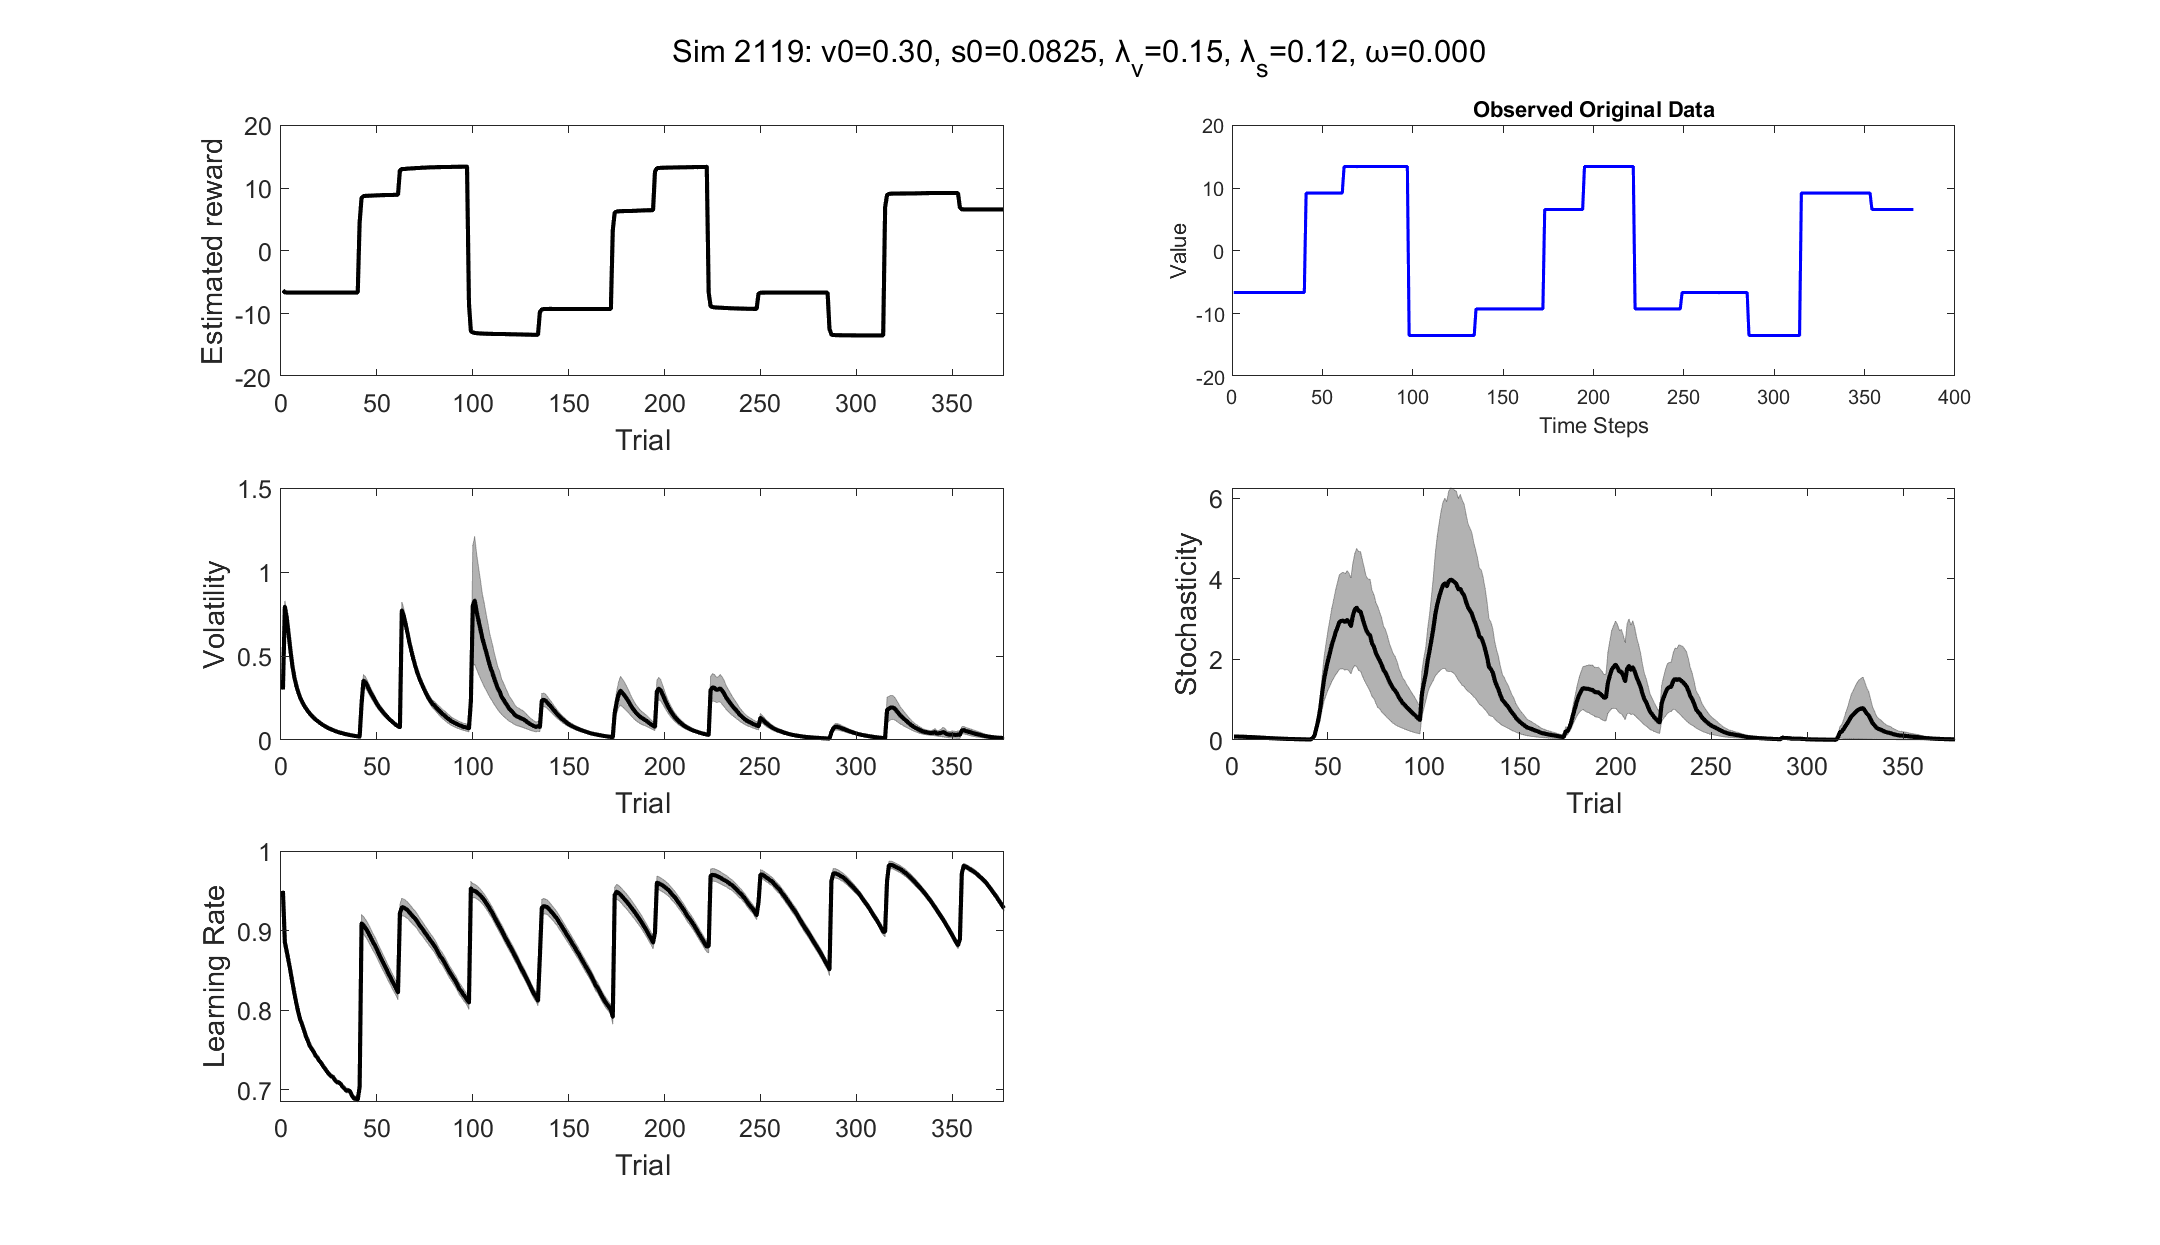 Sim 2119: v0=0.30, s0=0.0825, λv=0.15, λs=0.12, ω=0.000
Estimated reward
20
10
0
-10
-20
0 50 100 150 200 250 300 350
Trial
Observed Original Data
Value
20
10
0
-10
-20
0 50 100 150 200 250 300 350 400
Time Steps
Volatility
1.5
1
0.5
0
0 50 100 150 200 250 300 350
Trial
Stochasticity
6
4
2
0
0 50 100 150 200 250 300 350
Trial
Learning Rate
1
0.9
0.8
0.7
0 50 100 150 200 250 300 350
Trial